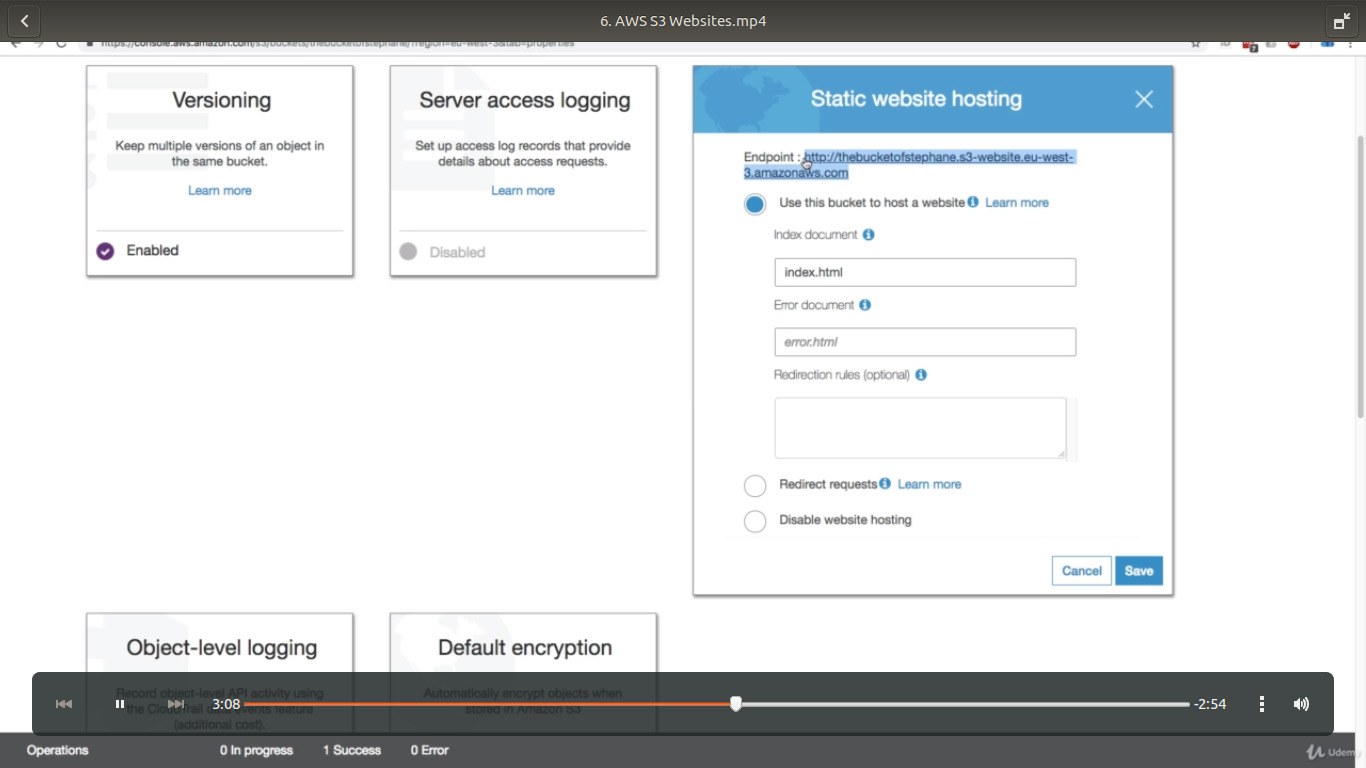 6. AWS S3 Websites.mp4
https://console.aws.amazon.com/s3/buckets/thebucketofstephane/?region=eu-west-3&tab=properties
Versioning
Keep multiple versions of an object in
the same bucket.
Learn more
Enabled
Server access logging
Set up access log records that provide
details about access requests.
Learn more
Disabled
Static website hosting
Endpoint : http://thebucketofstephane.s3-website.eu-west-
3.amazonaws.com
Use this bucket to host a website Learn more
Index document
index.html
Error document
error.html
Redirection rules (optional)
Redirect requests Learn more
Disable website hosting
Cancel Save
Object-level logging
Record object-level API activity using
the CloudTrail data events feature
(additional cost).
Default encryption
Automatically encrypt objects when
stored in Amazon S3
3:08 -2:54
Operations 0 In progress 1 Success 0 Error
Udemy